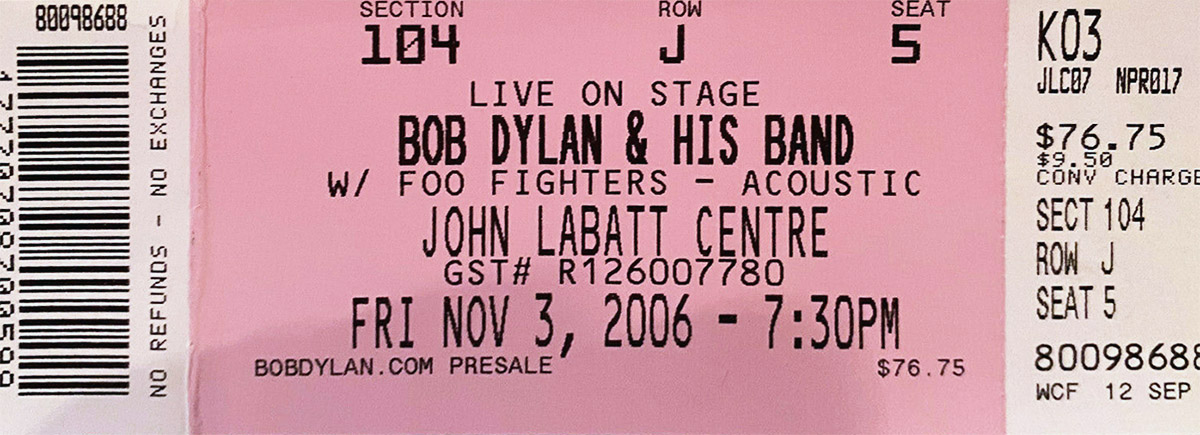 80098688
NO REFUNDS - NO EXCHANGES
SECTION ROW SEAT
104 J 5
LIVE ON STAGE
BOB DYLAN & HIS BAND
W/ FOO FIGHTERS - ACOUSTIC
JOHN LABATT CENTRE
GST# R126007780
FRI NOV 3, 2006 - 7:30PM
BOBDYLAN.COM PRESALE $76.75
K03
JLC07 NPR017
$76.75
$9.50
CONV CHARGE
SECT 104
ROW J
SEAT 5
80098688
WCF 12 SEP